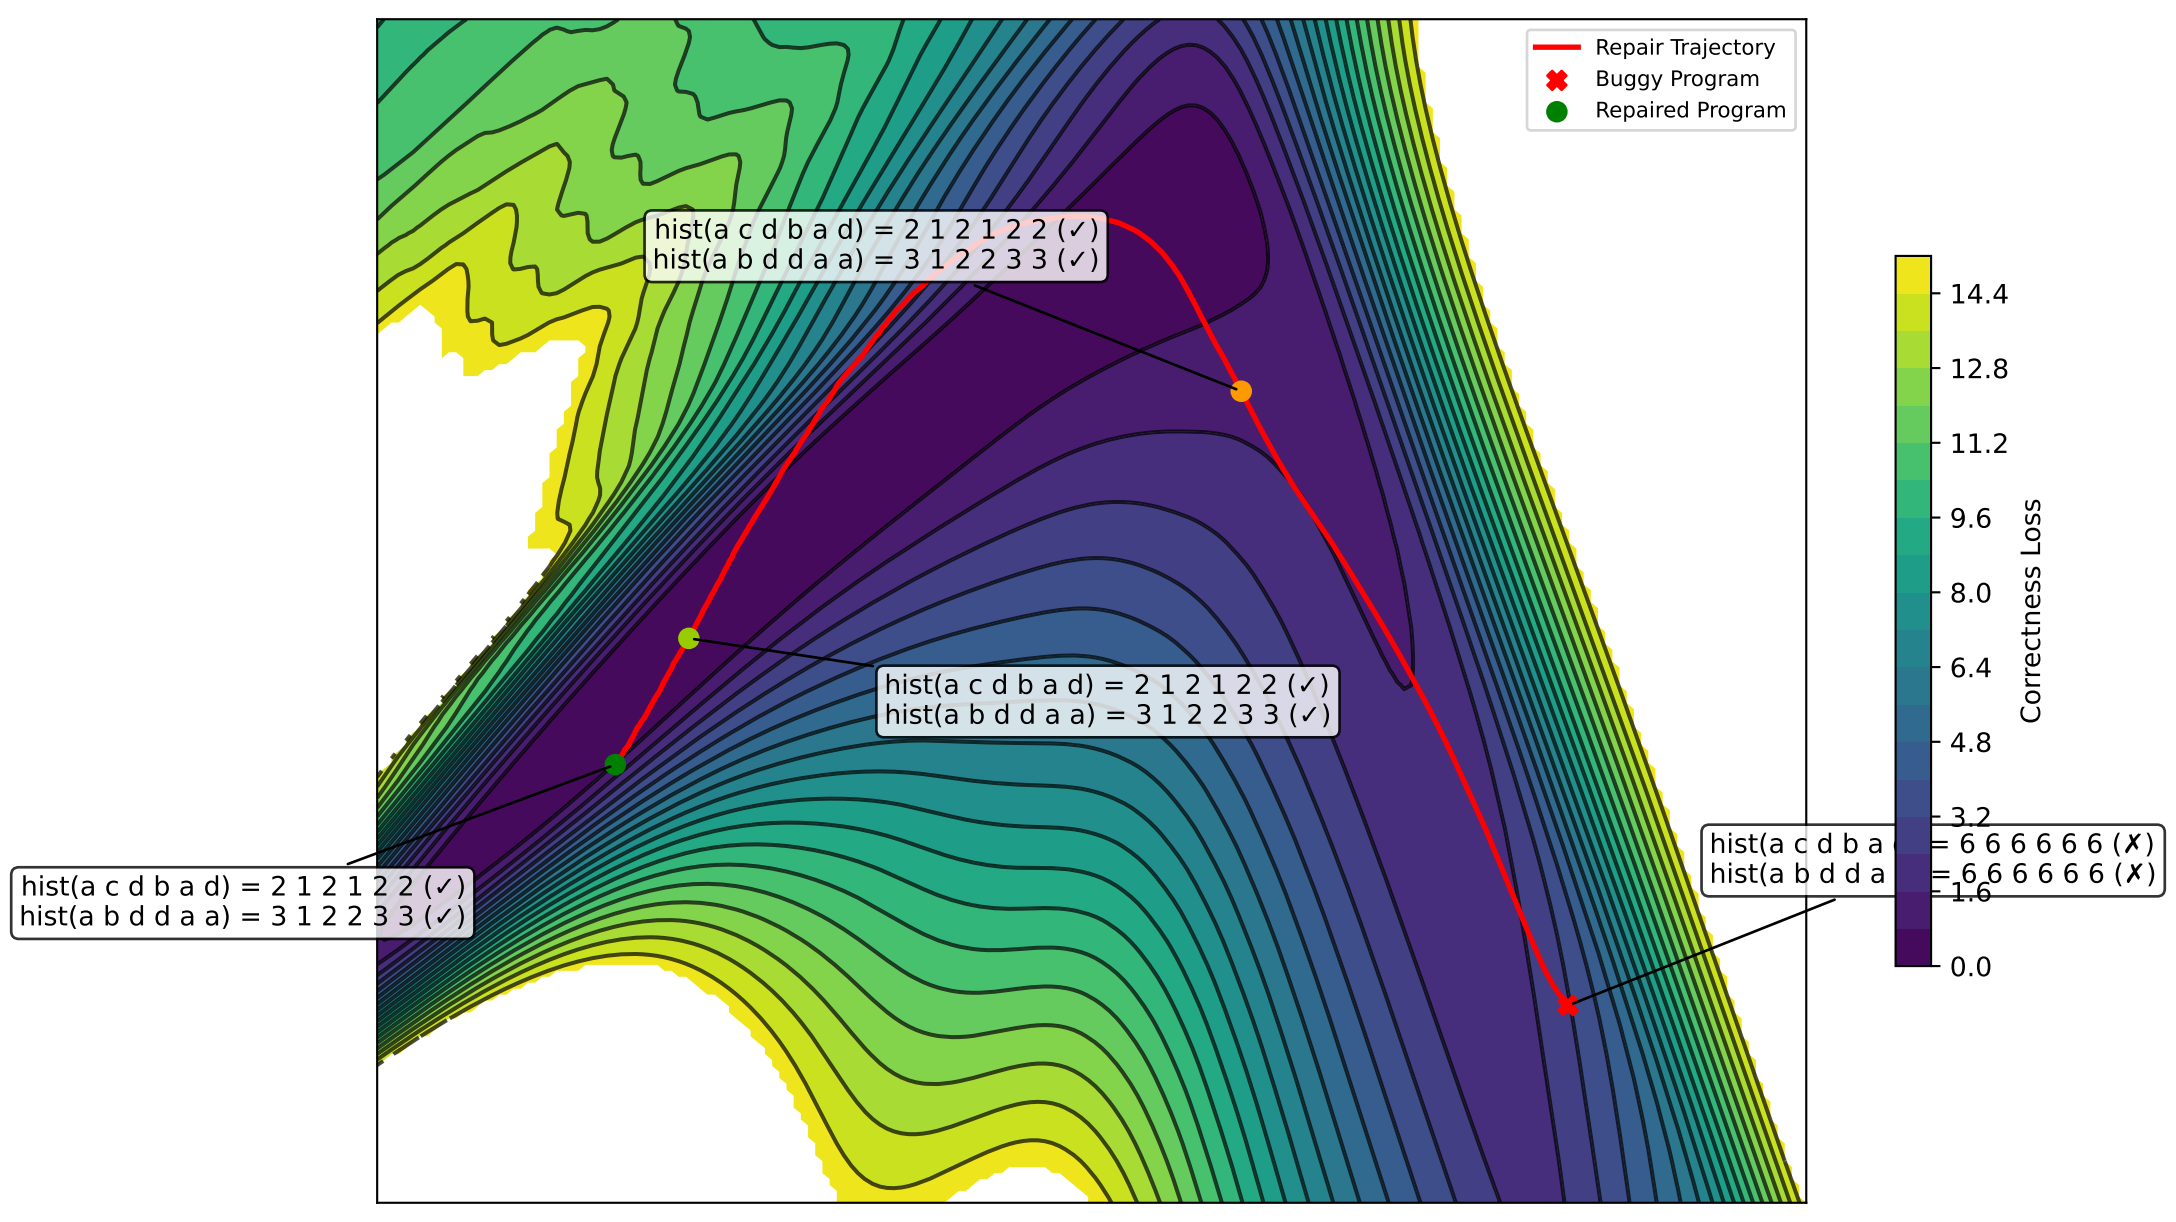 Repair Trajectory
Buggy Program
Repaired Program
hist(a c d b a d) = 2 1 2 1 2 2 (✓)
hist(a b d d a a) = 3 1 2 2 3 3 (✓)
hist(a c d b a d) = 2 1 2 1 2 2 (✓)
hist(a b d d a a) = 3 1 2 2 3 3 (✓)
hist(a c d b a d) = 2 1 2 1 2 2 (✓)
hist(a b d d a a) = 3 1 2 2 3 3 (✓)
hist(a c d b a = 6 6 6 6 6 6 (✗)
hist(a b d d a = 6 6 6 6 6 6 (✗)
14.4
12.8
11.2
9.6
8.0
6.4
4.8
3.2
1.6
0.0
Correctness Loss